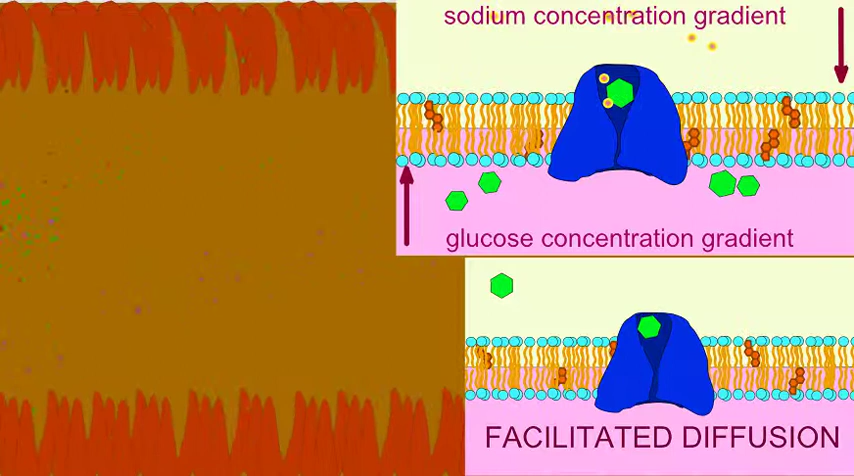 sodium concentration gradient
glucose concentration gradient
FACILITATED DIFFUSION